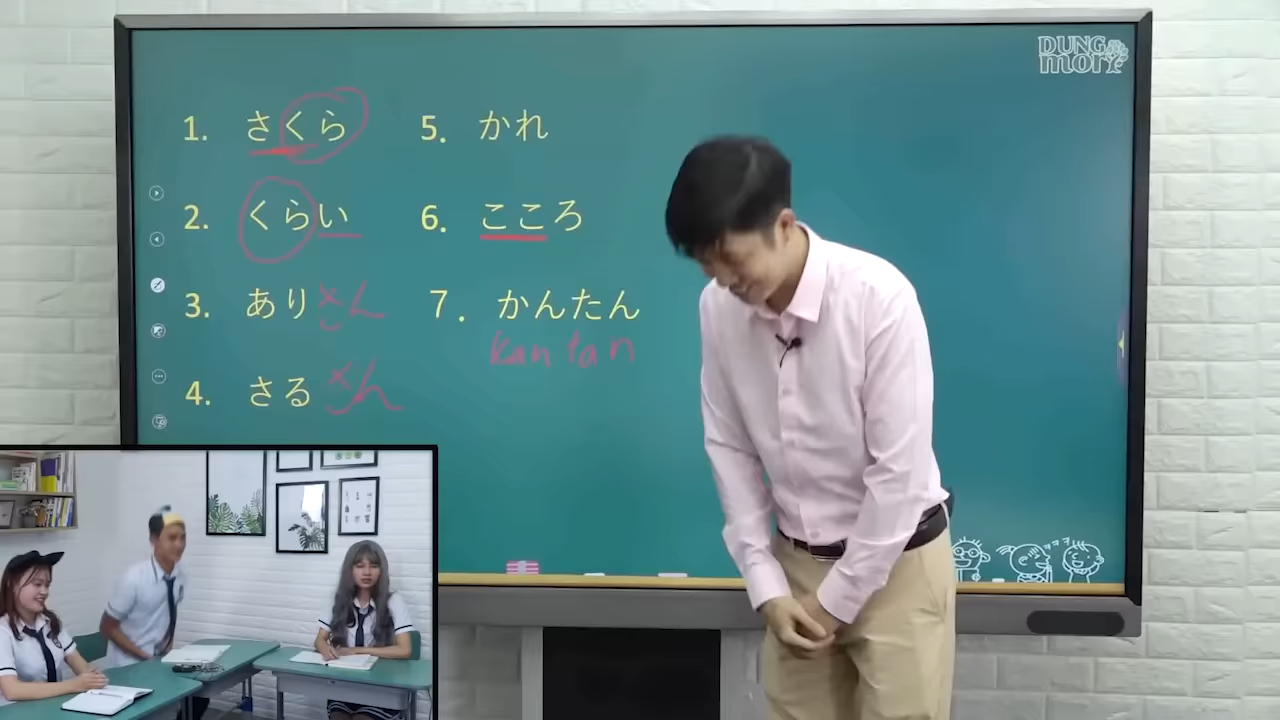 DUNG
mori
1. さくら
2. くらい
3. あり さん
4. さる さん
5. かれ
6. こころ
7. かんたん
kan tan